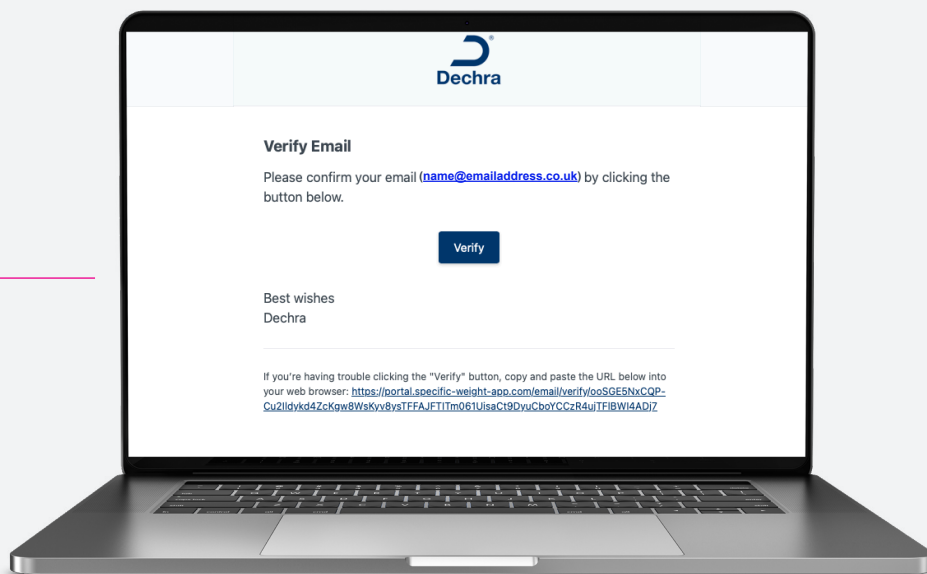 Dechra
Verify Email
Please confirm your email (name@emailaddress.co.uk) by clicking the
button below.
Verify
Best wishes
Dechra
If you're having trouble clicking the "Verify" button, copy and paste the URL below into
your web browser: https://portal.specific-weight-app.com/email/verify/ooSGE5NxCQP-
Cu2Ildykd4ZcKgw8WsKyv8ysTFFAJFTITm061UisaCt9DyuCboYCCzR4ujTFIBWI4ADj7